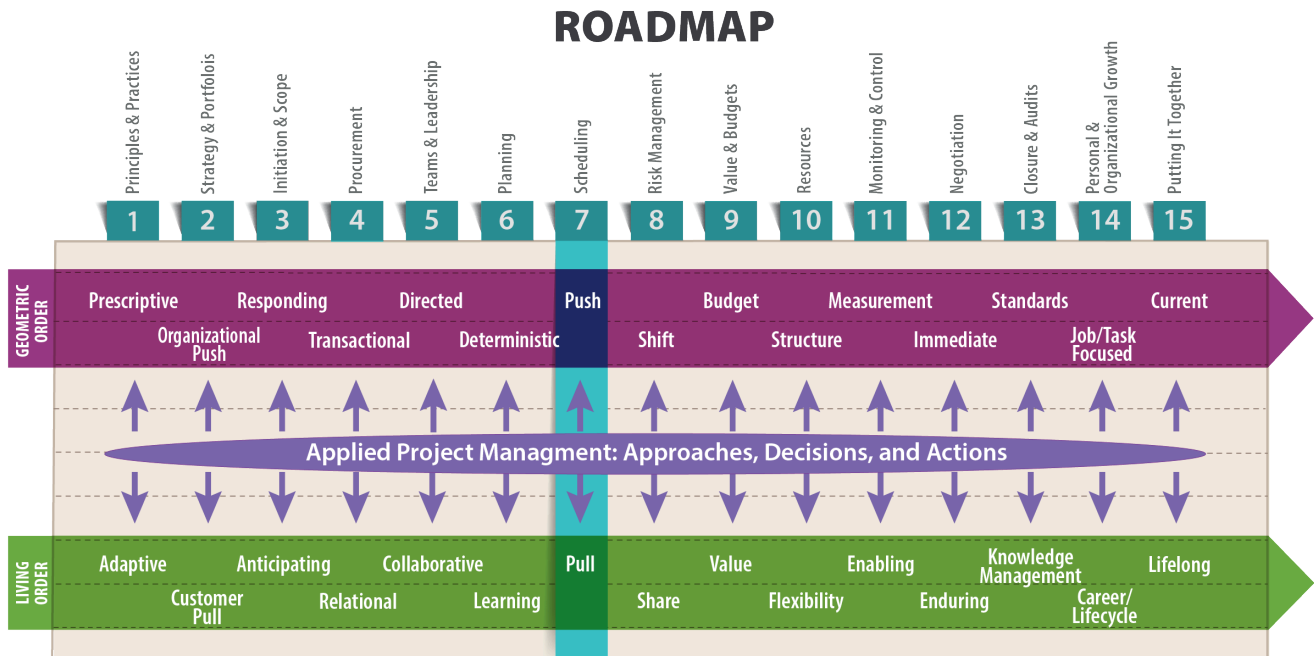 ROADMAP
Principles & Practices
Strategy & Portfolois
Initiation & Scope
Procurement
Teams & Leadership
Planning
Scheduling
Risk Management
Value & Budgets
Resources
Monitoring & Control
Negotiation
Closure & Audits
Personal &
Organizational Growth
Putting It Together
1 2 3 4 5 6 7 8 9 10 11 12 13 14 15
GEOMETRIC
ORDER
Prescriptive
Organizational
Push
Responding
Transactional
Directed
Deterministic
Push
Shift
Budget
Structure
Measurement
Immediate
Standards
Job/Task
Focused
Current
Applied Project Managment: Approaches, Decisions, and Actions
LIVING
ORDER
Adaptive
Customer
Pull
Anticipating
Relational
Collaborative
Learning
Pull
Share
Value
Flexibility
Enabling
Enduring
Knowledge
Management
Career/
Lifecycle
Lifelong